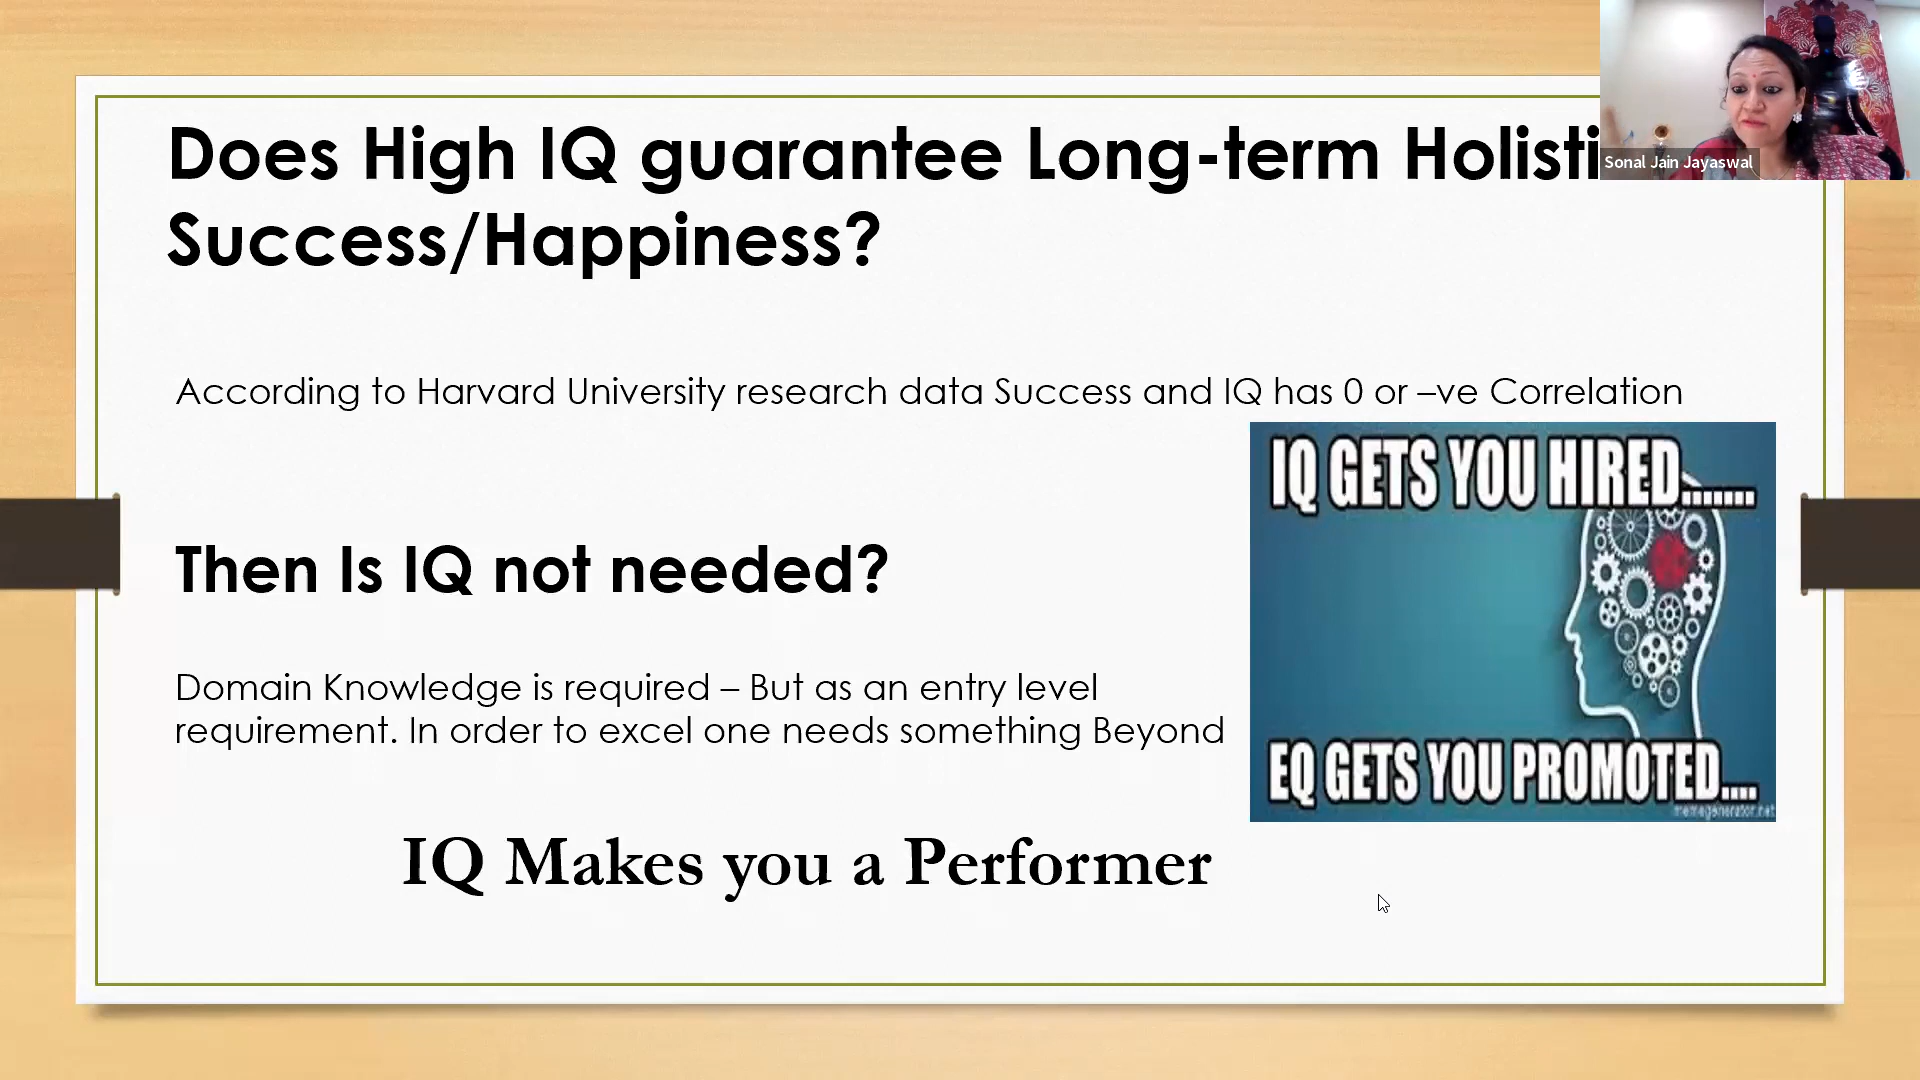 Does High IQ guarantee Long-term Holisti
Sonal Jain Jayaswal
Success/Happiness?
According to Harvard University research data Success and IQ has 0 or –ve Correlation
IQ GETS YOU HIRED.......
Then Is IQ not needed?
Domain Knowledge is required – But as an entry level
requirement. In order to excel one needs something Beyond
EQ GETS YOU PROMOTED....
memegenerator.net
IQ Makes you a Performer